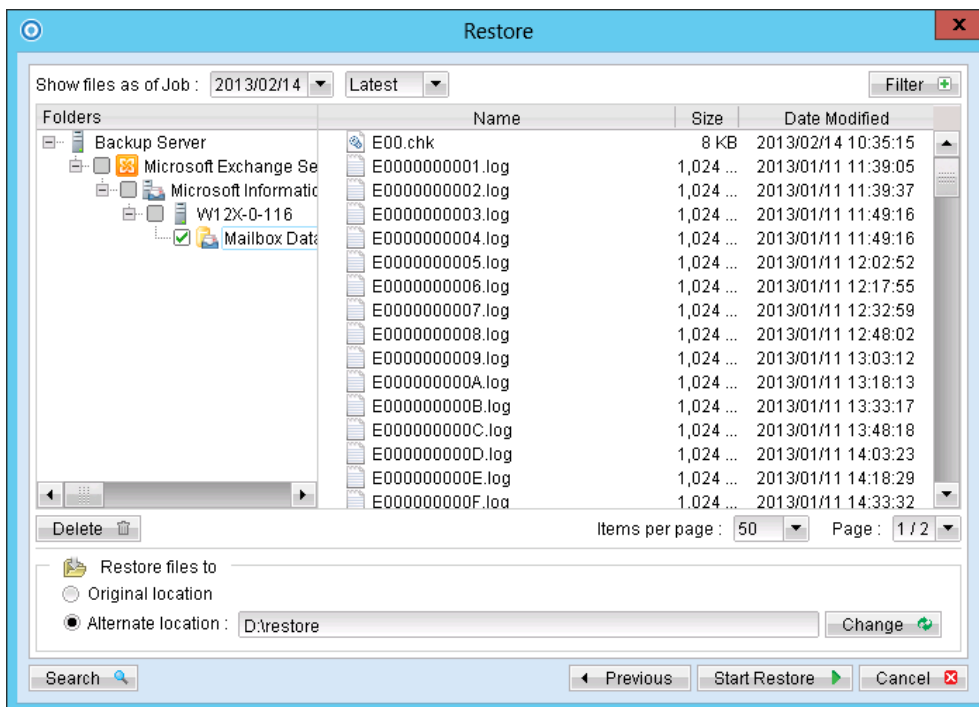 Restore
x
Show files as of Job : 2013/02/14 Latest Filter
Folders Name Size Date Modified
Backup Server E00.chk 8 KB 2013/02/14 10:35:15
Microsoft Exchange Se E0000000001.log 1,024 ... 2013/01/11 11:39:05
Microsoft Informatic E0000000002.log 1,024 ... 2013/01/11 11:39:37
W12X-0-116 E0000000003.log 1,024 ... 2013/01/11 11:49:16
Mailbox Data E0000000004.log 1,024 ... 2013/01/11 11:49:16
E0000000005.log 1,024 ... 2013/01/11 12:02:52
E0000000006.log 1,024 ... 2013/01/11 12:17:55
E0000000007.log 1,024 ... 2013/01/11 12:32:59
E0000000008.log 1,024 ... 2013/01/11 12:48:02
E0000000009.log 1,024 ... 2013/01/11 13:03:12
E000000000A.log 1,024 ... 2013/01/11 13:18:13
E000000000B.log 1,024 ... 2013/01/11 13:33:17
E000000000C.log 1,024 ... 2013/01/11 13:48:18
E000000000D.log 1,024 ... 2013/01/11 14:03:23
E000000000E.log 1,024 ... 2013/01/11 14:18:29
E000000000F.log 1,024 ... 2013/01/11 14:33:32
Delete Items per page : 50 Page : 1 / 2
Restore files to
Original location
Alternate location : D:\restore Change
Search Previous Start Restore Cancel